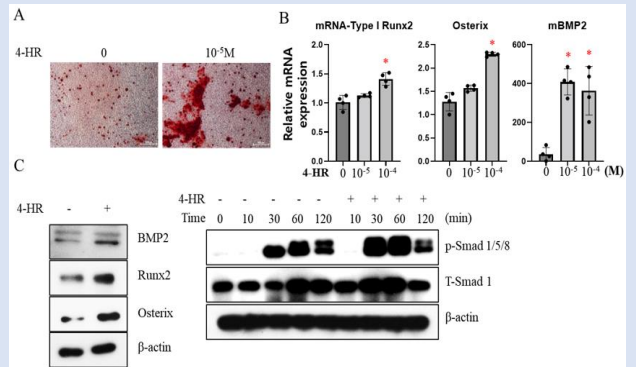 A
4-HR 0 10⁻⁵M
B
mRNA-Type I Runx2 Osterix mBMP2
Relative mRNA expression
2.0
1.5
1.0
0.5
0.0
2.5
2.0
1.5
1.0
0.5
0.0
600
400
200
0
* * * *
4-HR 0 10⁻⁵ 10⁻⁴ 0 10⁻⁵ 10⁻⁴ 0 10⁻⁵ 10⁻⁴ (M)
C
4-HR - +
BMP2
Runx2
Osterix
β-actin
4-HR - - - - - + + + +
Time 0 10 30 60 120 10 30 60 120 (min)
p-Smad 1/5/8
T-Smad 1
β-actin